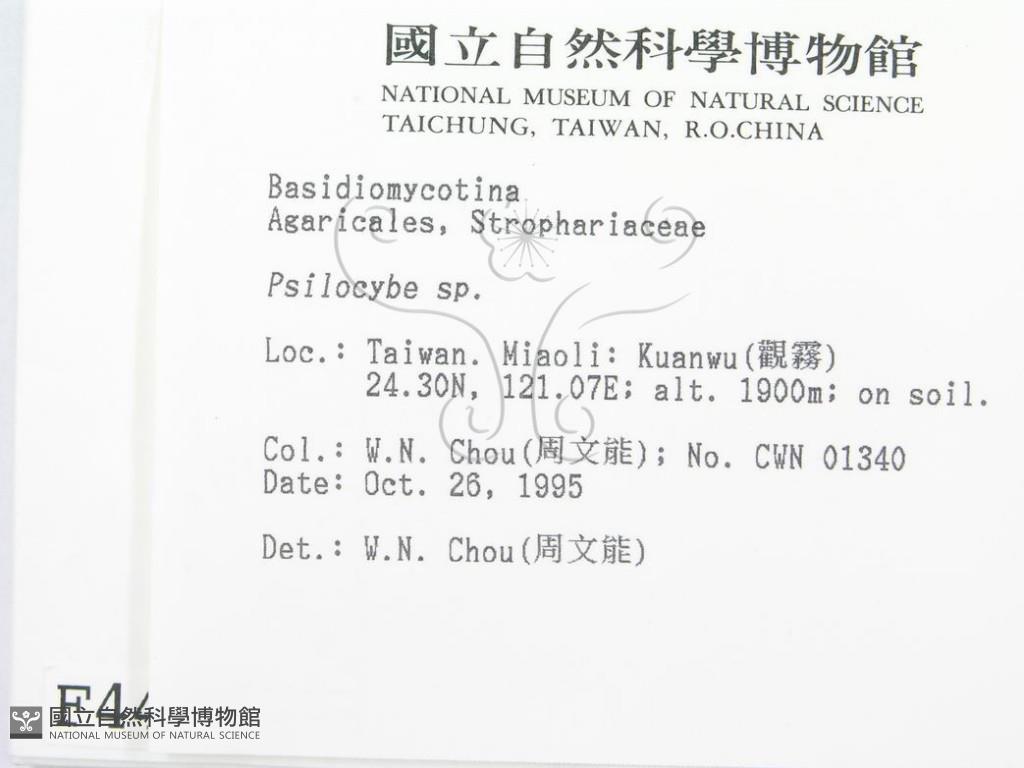 國立自然科學博物館
NATIONAL MUSEUM OF NATURAL SCIENCE
TAICHUNG, TAIWAN, R.O.CHINA
Basidiomycotina
Agaricales, Strophariaceae
Psilocybe sp.
Loc.: Taiwan. Miaoli: Kuanwu(觀霧)
24.30N, 121.07E; alt. 1900m; on soil.
Col.: W.N. Chou(周文能); No. CWN 01340
Date: Oct. 26, 1995
Det.: W.N. Chou(周文能)
國立自然科學博物館
NATIONAL MUSEUM OF NATURAL SCIENCE